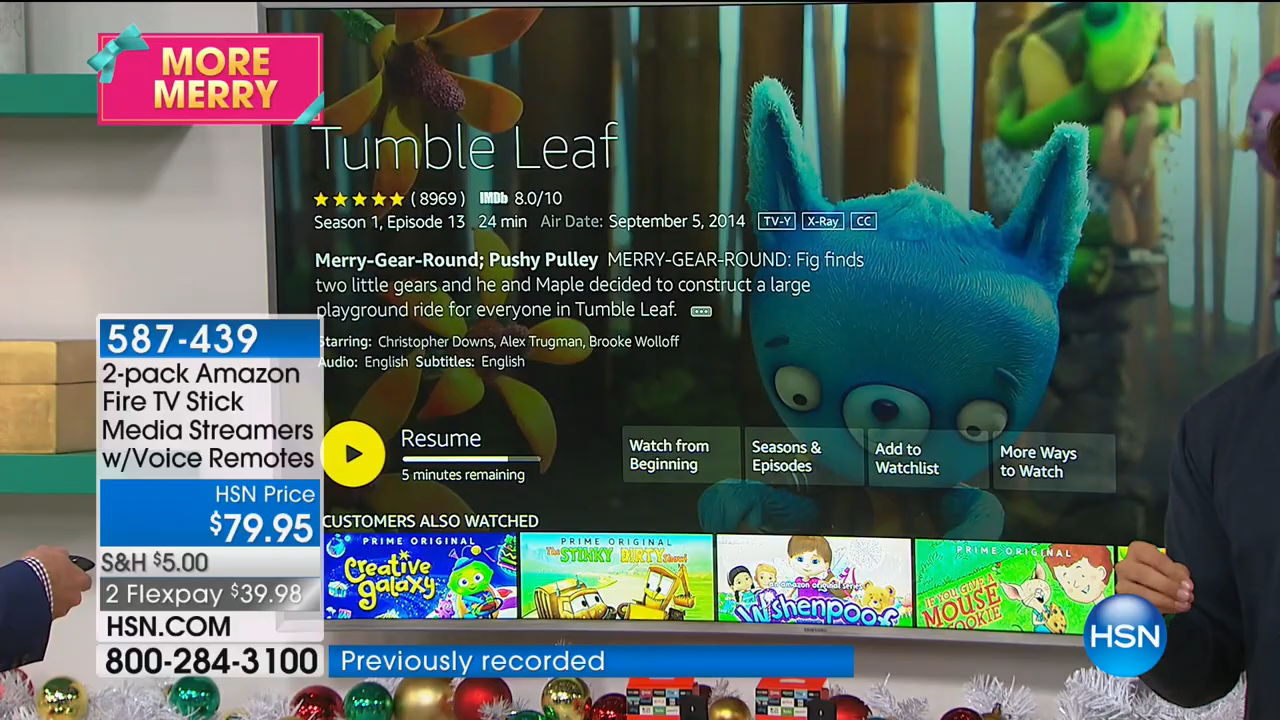 MORE
MERRY
Tumble Leaf
(8969) IMDb 8.0/10
Season 1, Episode 13 24 min Air Date: September 5, 2014 TV-Y X-Ray CC
Merry-Gear-Round; Pushy Pulley MERRY-GEAR-ROUND: Fig finds
two little gears and he and Maple decided to construct a large
playground ride for everyone in Tumble Leaf.
Starring: Christopher Downs, Alex Trugman, Brooke Wolloff
Audio: English Subtitles: English
Resume
5 minutes remaining
Watch from
Beginning
Seasons &
Episodes
Add to
Watchlist
More Ways
to Watch
CUSTOMERS ALSO WATCHED
PRIME ORIGINAL
Creative
galaxy
PRIME ORIGINAL
The STINKY & DIRTY Show!
an amazon original series
Wishenpoof
PRIME ORIGINAL
IF YOU GIVE A
MOUSE
COOKIE
SAMSUNG
587-439
2-pack Amazon
Fire TV Stick
Media Streamers
w/Voice Remotes
HSN Price
$79.95
S&H $5.00
2 Flexpay $39.98
HSN.COM
800-284-3100
Previously recorded
HSN